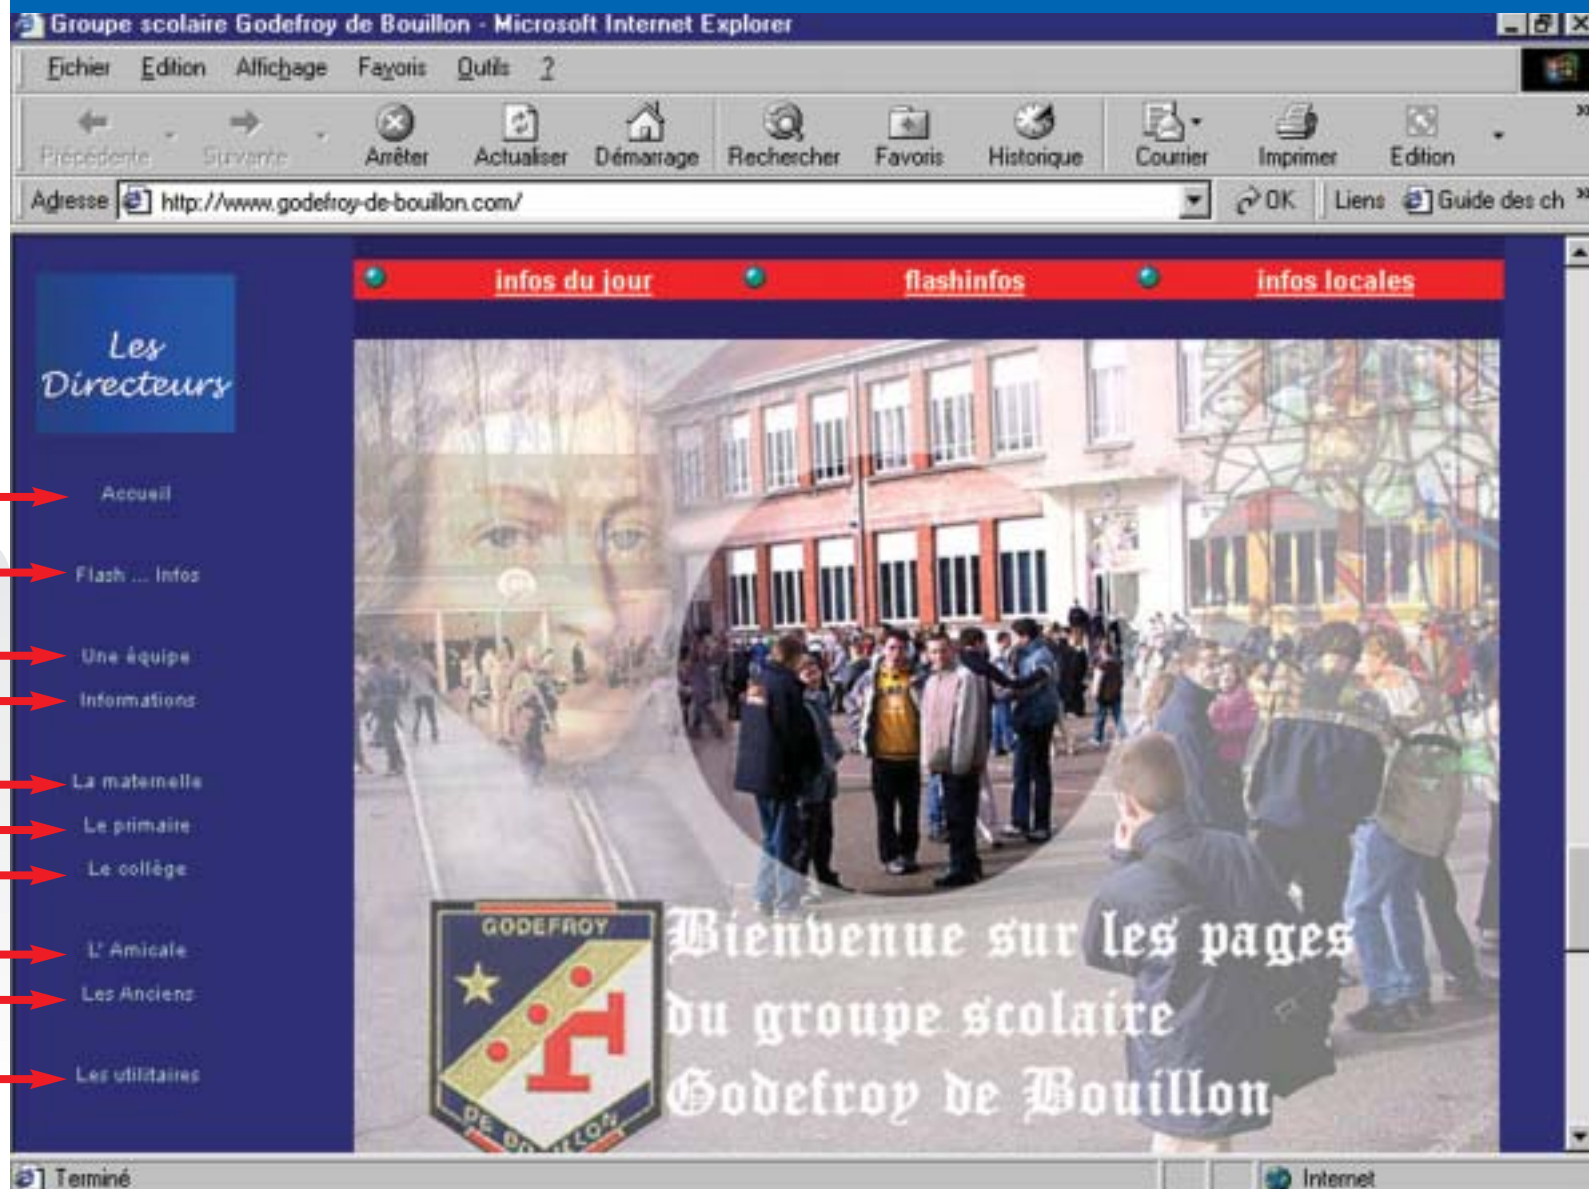 Groupe scolaire Godefroy de Bouillon - Microsoft Internet Explorer
Fichier Edition Affichage Favoris Outils ?
Précédente Suivante Arrêter Actualiser Démarrage Rechercher Favoris Historique Courrier Imprimer Edition
Adresse http://www.godefroy-de-bouillon.com/ OK Liens Guide des ch
infos du jour flashinfos infos locales
Les
Directeurs
Accueil
Flash ... Infos
Une équipe
Informations
La maternelle
Le primaire
Le collège
L' Amicale
Les Anciens
Les utilitaires
GODEFROY
DE BOUILLON
Bienvenue sur les pages
du groupe scolaire
Godefroy de Bouillon
Terminé Internet